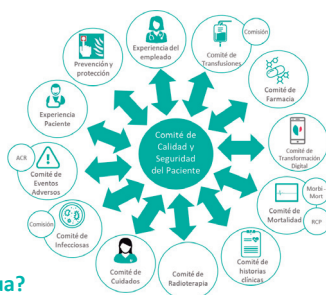 Experiencia del
empleado
Comité de
Transfusiones
Comisión
Prevención y
protección
Comité de
Farmacia
Experiencia
Paciente
Comité de
Calidad y
Seguridad
del Paciente
Comité de
Transformación
Digital
ACR
Comité de
Eventos
Adversos
Morbi -
Mort
Comité de
Mortalidad
RCP
Comisión
Comité de
Infecciosas
Comité de
historias
clínicas
Comité de
Cuidados
Comité de
Radioterapia
ua?